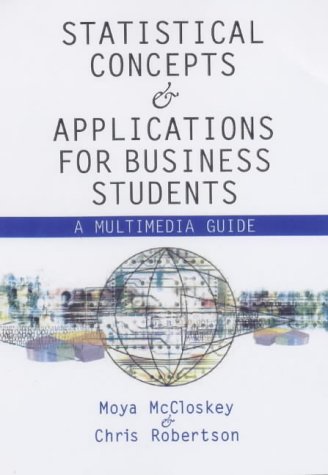 STATISTICAL
CONCEPTS
&
APPLICATIONS
FOR BUSINESS
STUDENTS
A MULTIMEDIA GUIDE
Moya McCloskey
&
Chris Robertson